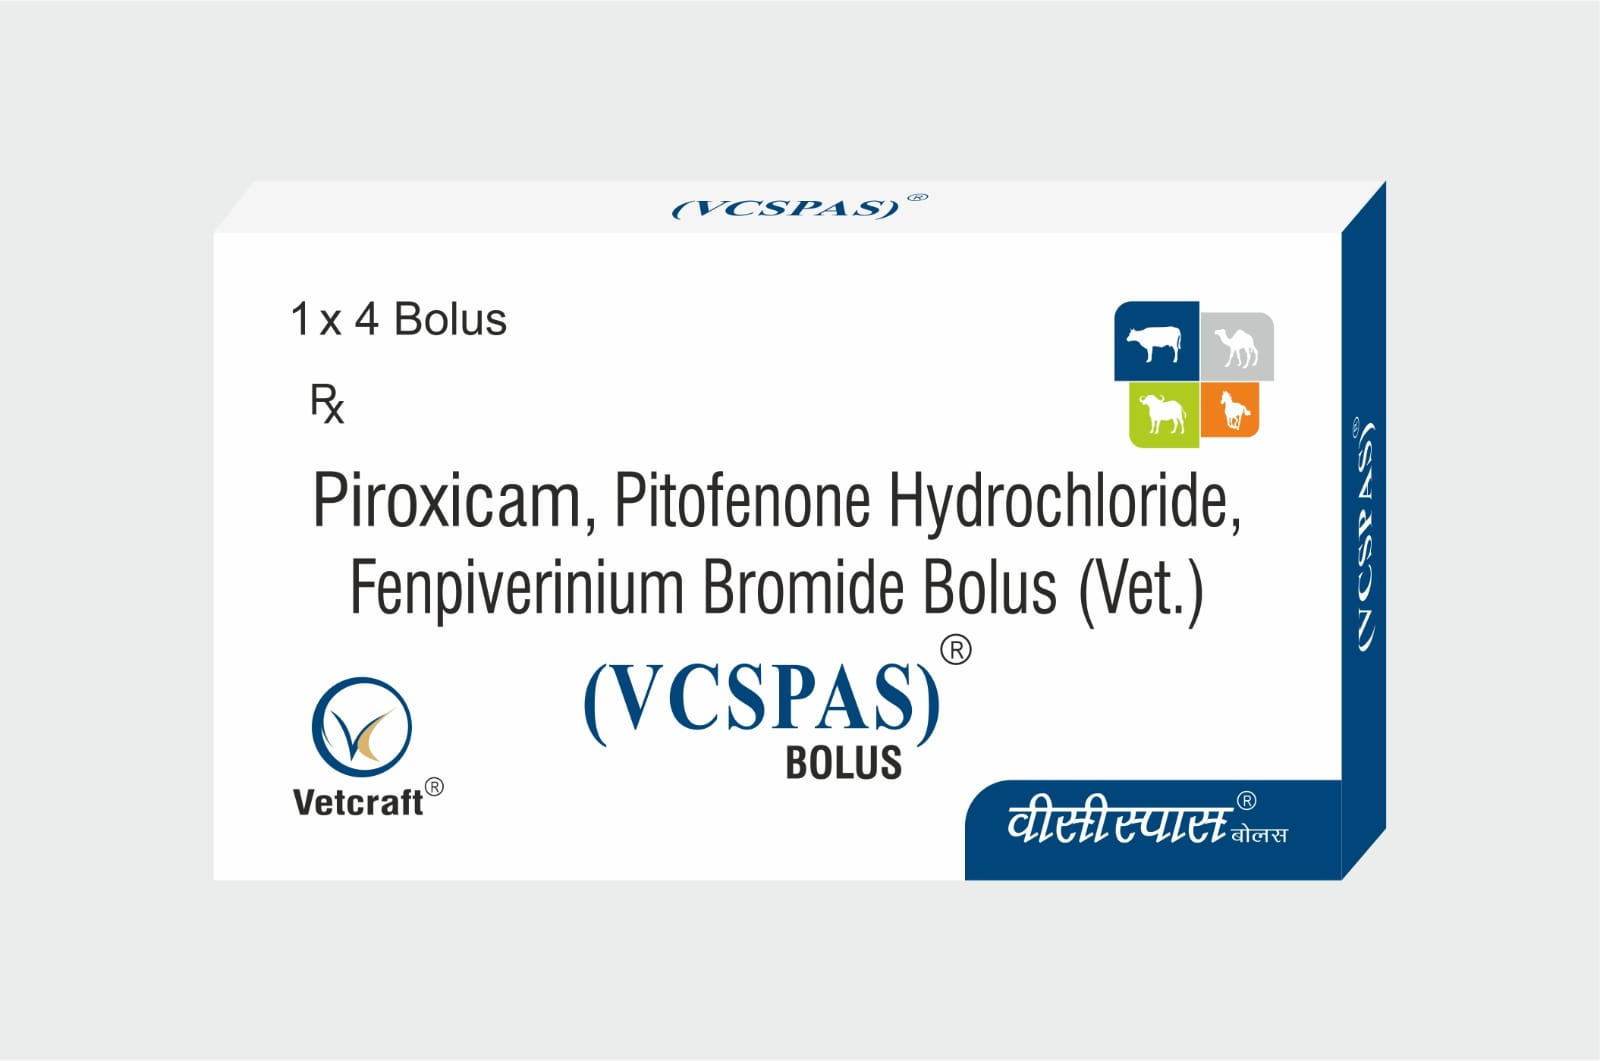 (VCSPAS)®
1 x 4 Bolus
Rx
Piroxicam, Pitofenone Hydrochloride,
Fenpiverinium Bromide Bolus (Vet.)
(VCSPAS)®
BOLUS
Vetcraft®
वीसीस्पास® बोलस
(VCSPAS)®